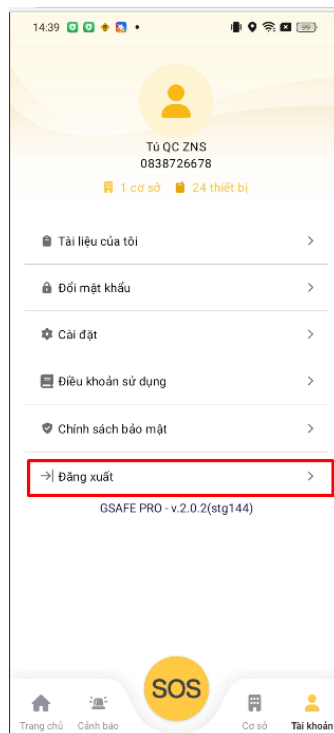 14:39
99
Tú QC ZNS
0838726678
1 cơ sở 24 thiết bị
Tài liệu của tôi
Đổi mật khẩu
Cài đặt
Điều khoản sử dụng
Chính sách bảo mật
Đăng xuất
GSAFE PRO - v.2.0.2(stg144)
SOS
Trang chủ Cảnh báo Cơ sở Tài khoản